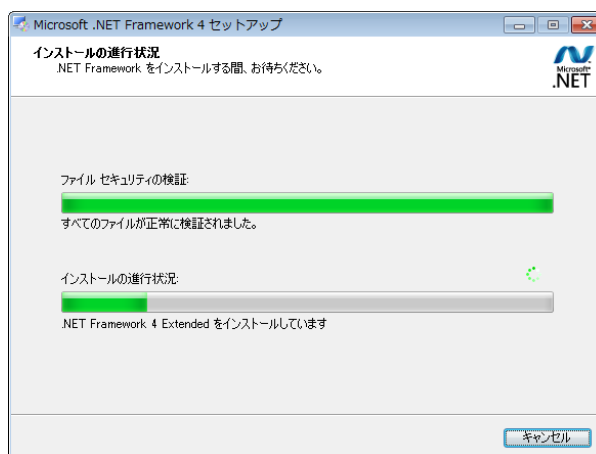 Microsoft .NET Framework 4 セットアップ
インストールの進行状況
.NET Framework をインストールする間、お待ちください。
Microsoft
.NET
ファイル セキュリティの検証:
すべてのファイルが正常に検証されました。
インストールの進行状況:
.NET Framework 4 Extended をインストールしています
キャンセル